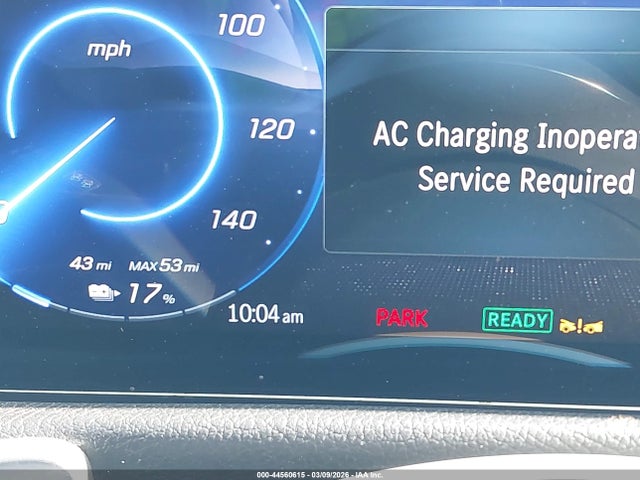 100
mph
120
AC Charging Inopera
Service Required
140
43 mi MAX 53 mi
17%
10:04 am
PARK
READY
000-44560615 - 03/09/2026 - IAA Inc.